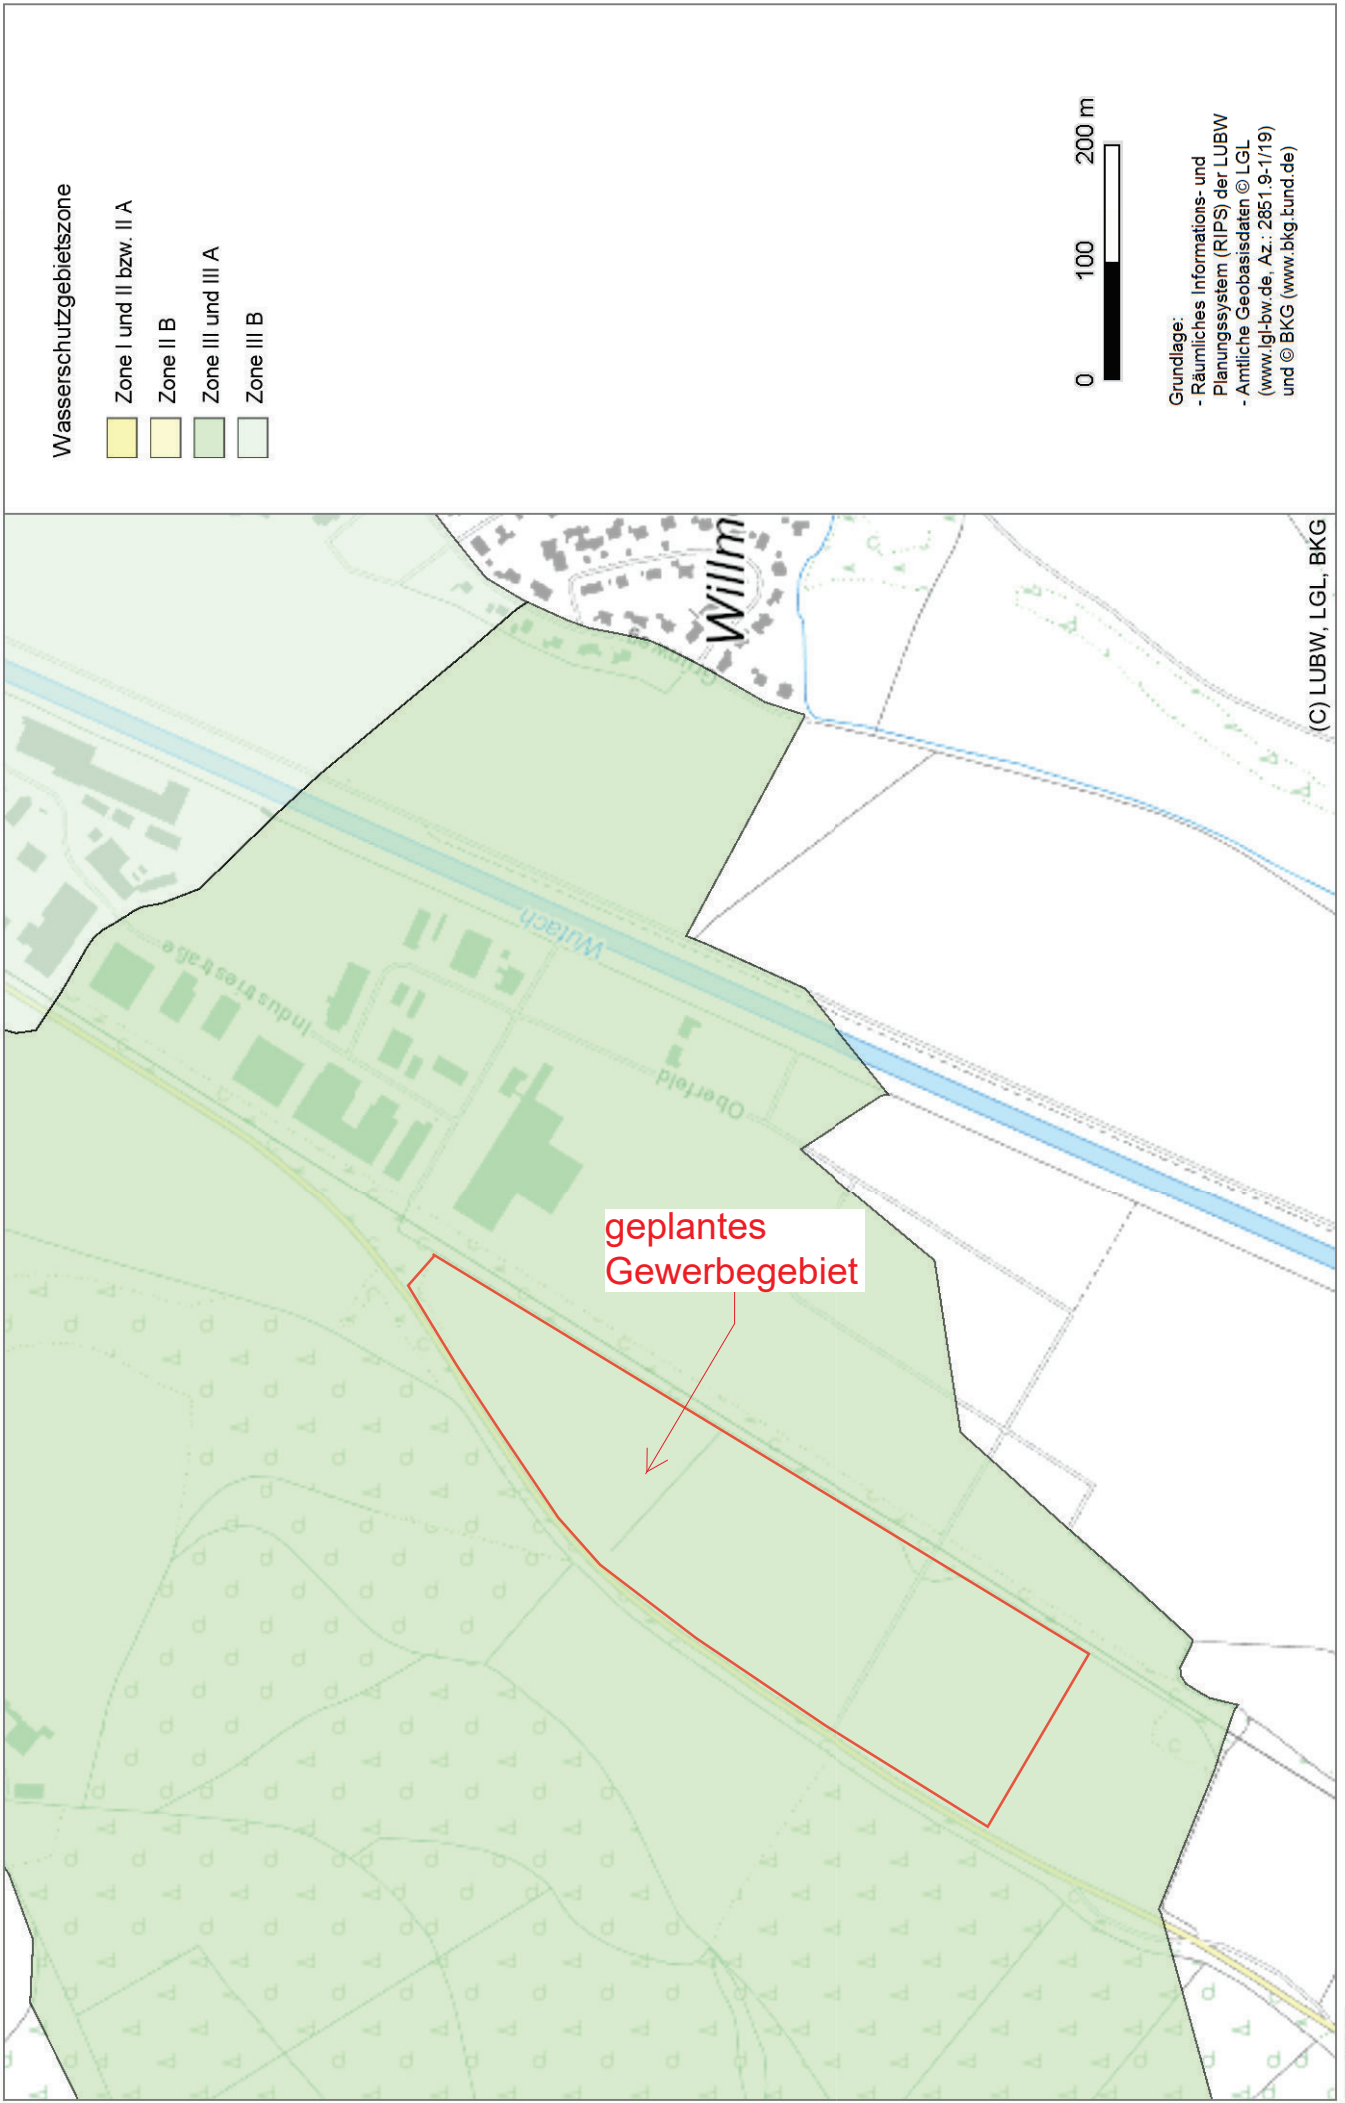 Wasserschutzgebietszone
Zone I und II bzw. II A
Zone II B
Zone III und III A
Zone III B
0 100 200 m
Grundlage:
- Räumliches Informations- und
Planungssystem (RIPS) der LUBW
- Amtliche Geobasisdaten © LGL
(www.lgl-bw.de, Az.: 2851.9-1/19)
und © BKG (www.bkg.bund.de)
Willm
Grünweg
Wutach
Industriestraße
Oberfeld
geplantes
Gewerbegebiet
(C) LUBW, LGL, BKG